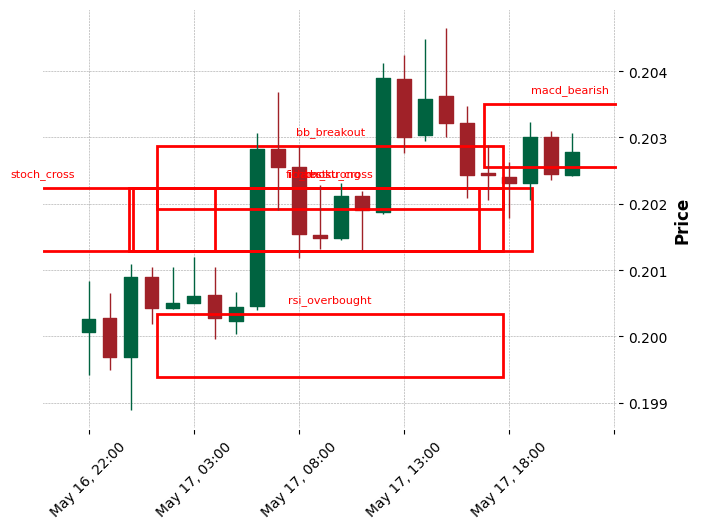 macd_bearish
bb_breakout
stoch_cross
rsi_overbought
0.204
0.203
0.202
0.201
0.200
0.199
Price
May 16, 22:00
May 17, 03:00
May 17, 08:00
May 17, 13:00
May 17, 18:00